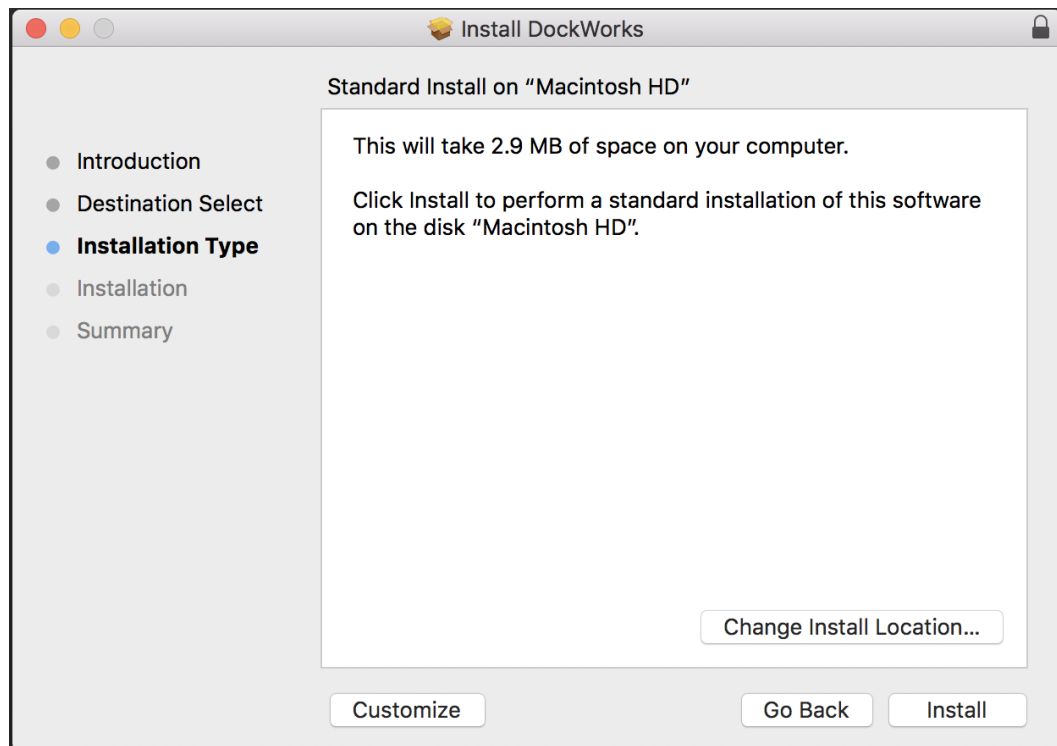 Install DockWorks
Standard Install on “Macintosh HD”
Introduction
Destination Select
Installation Type
Installation
Summary
This will take 2.9 MB of space on your computer.
Click Install to perform a standard installation of this software
on the disk “Macintosh HD”.
Change Install Location...
Customize
Go Back
Install